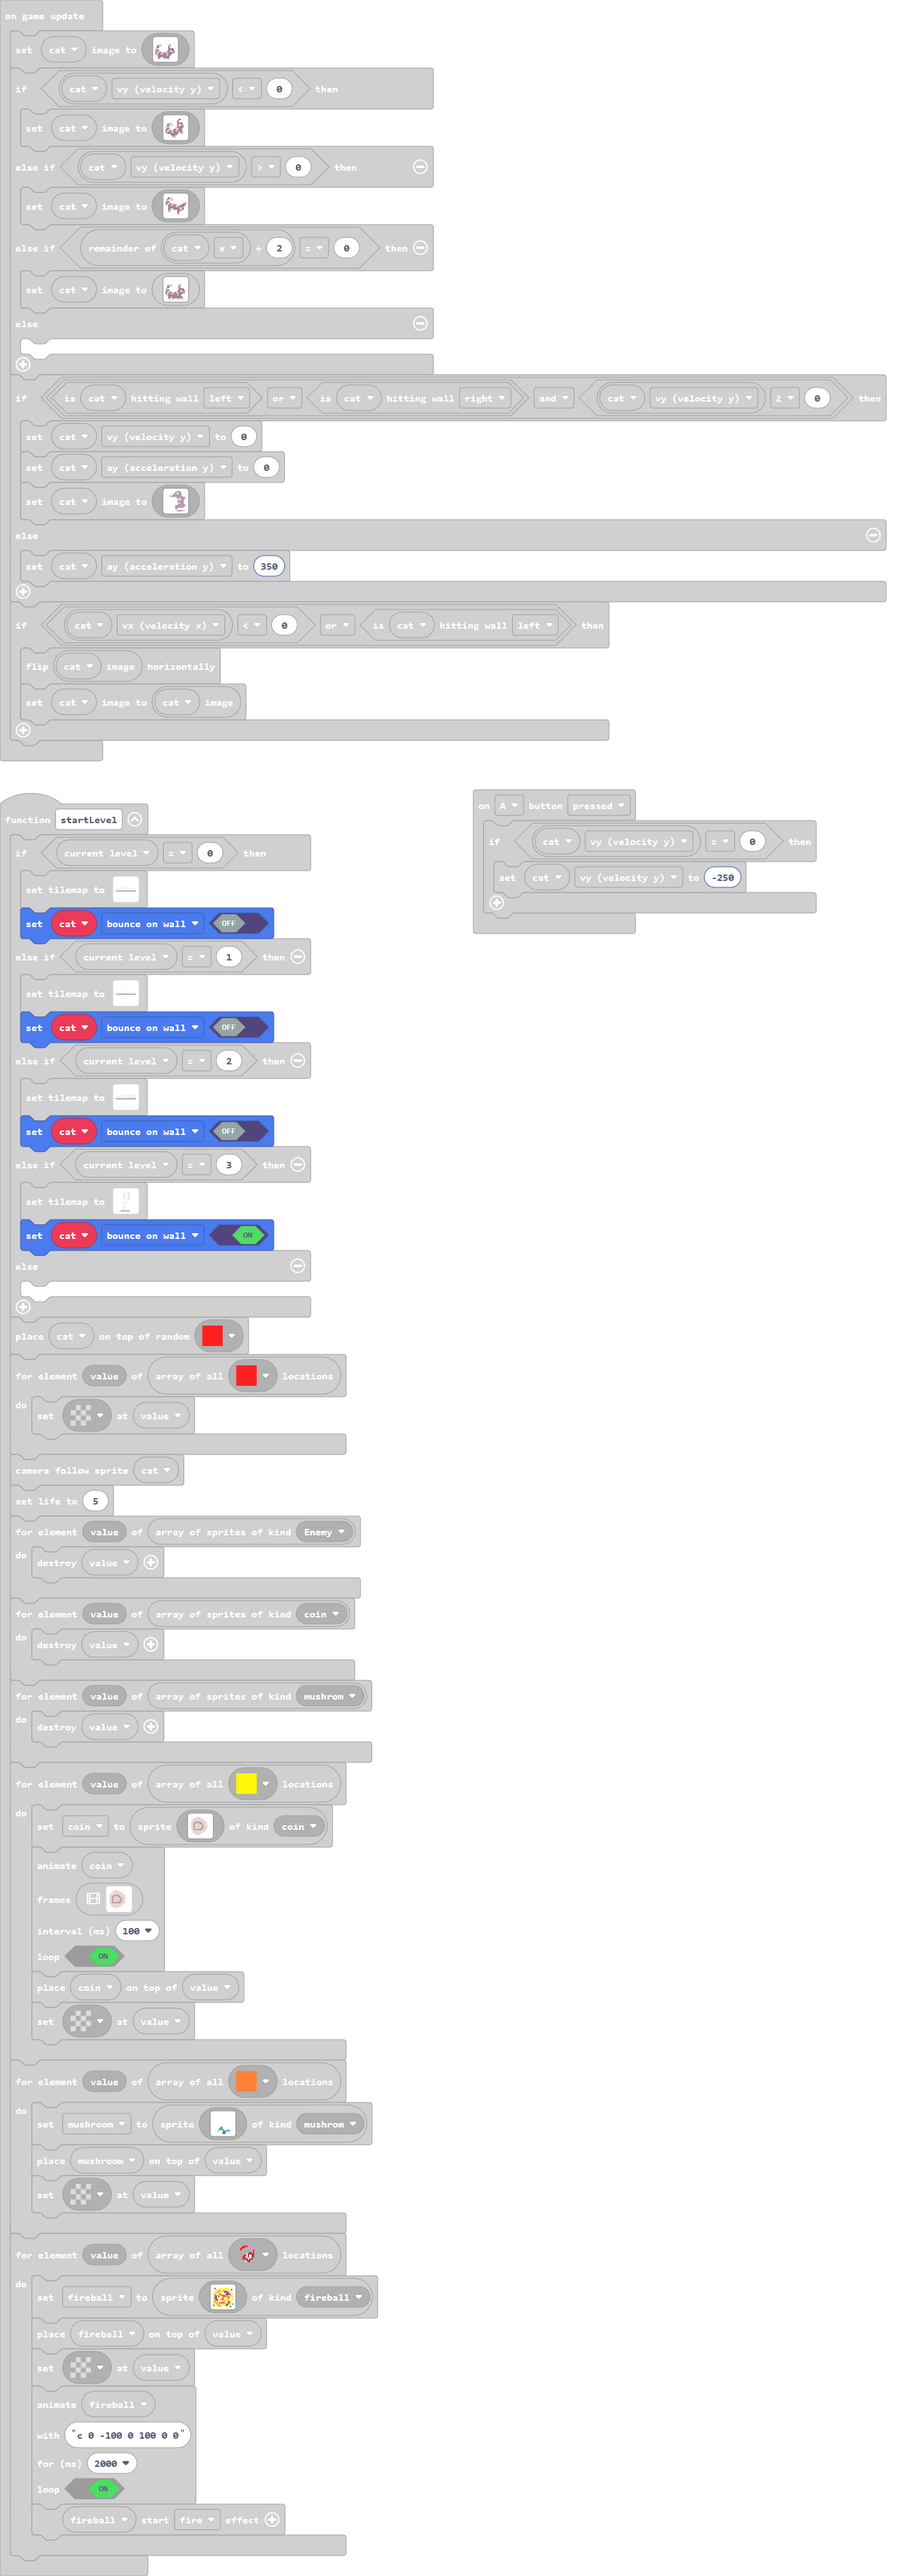 on game update
set cat image to
if cat vy (velocity y) < 0 then
set cat image to
else if cat vy (velocity y) > 0 then
set cat image to
else if remainder of cat x ÷ 2 = 0 then
set cat image to
else
if is cat hitting wall left or is cat hitting wall right and cat vy (velocity y) ≥ 0 then
set cat vy (velocity y) to 0
set cat ay (acceleration y) to 0
set cat image to
else
set cat ay (acceleration y) to 350
if cat vx (velocity x) < 0 or is cat hitting wall left then
flip cat image horizontally
set cat image to cat image
function startLevel
if current level = 0 then
set tilemap to
set cat bounce on wall OFF
else if current level = 1 then
set tilemap to
set cat bounce on wall OFF
else if current level = 2 then
set tilemap to
set cat bounce on wall OFF
else if current level = 3 then
set tilemap to
set cat bounce on wall ON
else
place cat on top of random
for element value of array of all locations
do set at value
camera follow sprite cat
set life to 5
for element value of array of sprites of kind Enemy
do destroy value
for element value of array of sprites of kind coin
do destroy value
for element value of array of sprites of kind mushrom
do destroy value
for element value of array of all locations
do set coin to sprite of kind coin
animate coin
frames
interval (ms) 100
loop ON
place coin on top of value
set at value
for element value of array of all locations
do set mushroom to sprite of kind mushrom
place mushroom on top of value
set at value
for element value of array of all locations
do set fireball to sprite of kind fireball
place fireball on top of value
set at value
animate fireball
with "c 0 -100 0 100 0 0"
for (ms) 2000
loop ON
fireball start fire effect
on A button pressed
if cat vy (velocity y) = 0 then
set cat vy (velocity y) to -250